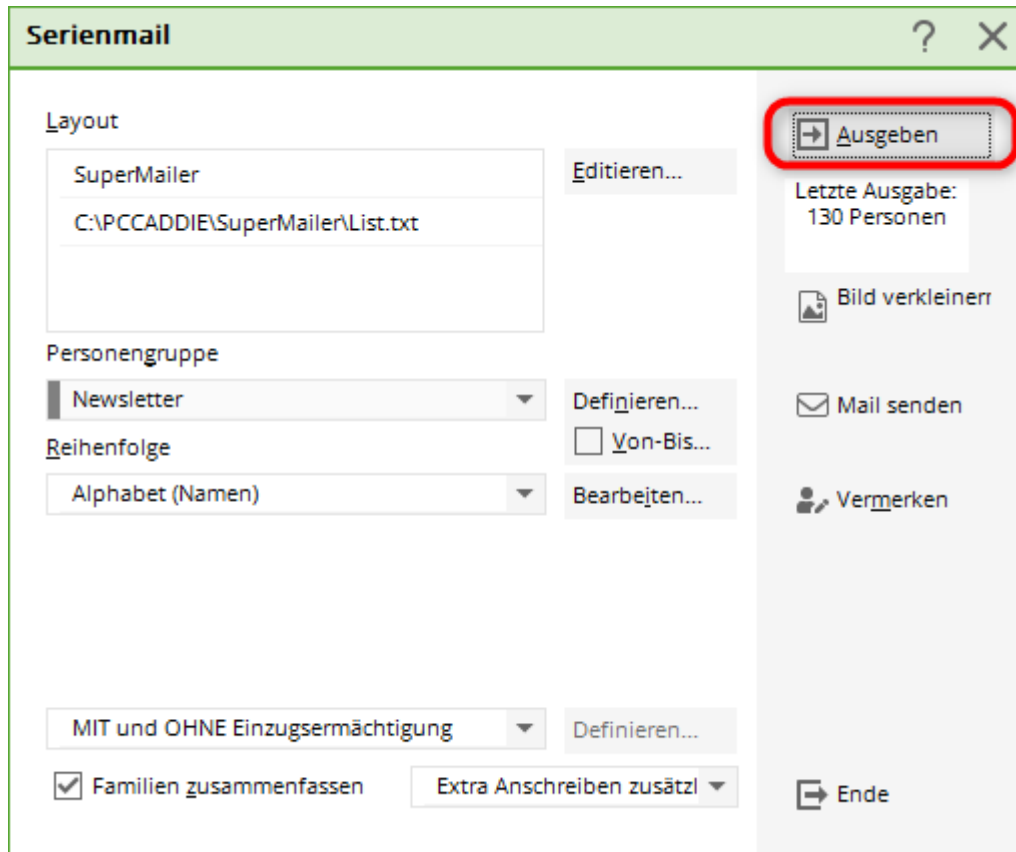 Serienmail
Layout
SuperMailer
C:\PCCADDIE\SuperMailer\List.txt
Editieren...
Personengruppe
Newsletter
Definieren...
Von-Bis...
Reihenfolge
Alphabet (Namen)
Bearbeiten...
MIT und OHNE Einzugsermächtigung
Definieren...
Familien zusammenfassen
Extra Anschreiben zusätzl
Ausgeben
Letzte Ausgabe:
130 Personen
Bild verkleinern
Mail senden
Vermerken
Ende